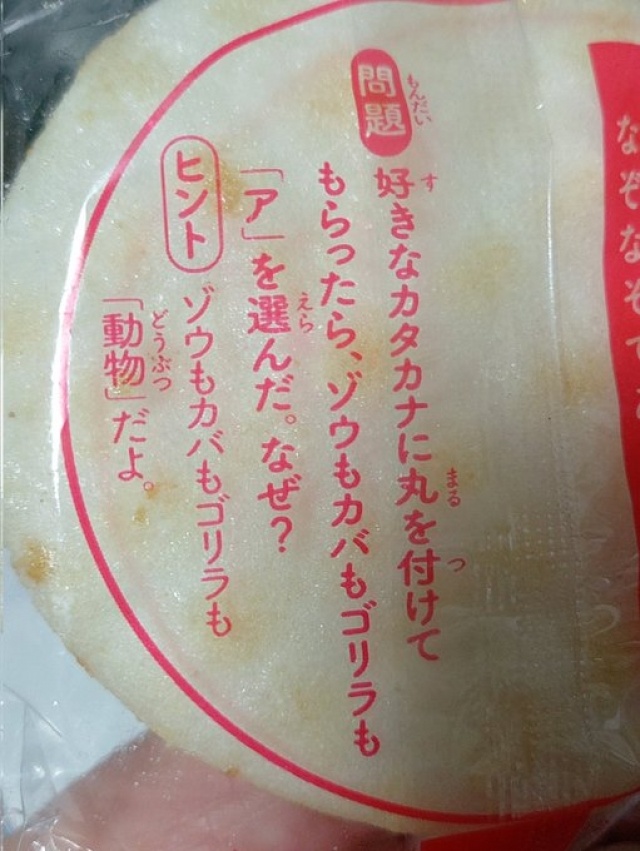 なぞなぞ
問題
好きなカタカナに丸を付けて
もらったら、ゾウもカバもゴリラも
「ア」を選んだ。なぜ？
ヒント
ゾウもカバもゴリラも
「動物」だよ。